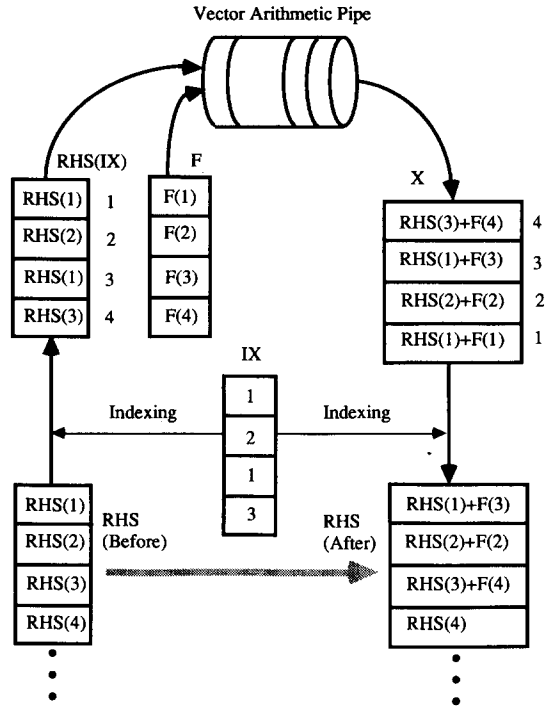 Vector Arithmetic Pipe
RHS(IX)
F
RHS(1) 1
RHS(2) 2
RHS(1) 3
RHS(3) 4
F(1)
F(2)
F(3)
F(4)
X
RHS(3)+F(4) 4
RHS(1)+F(3) 3
RHS(2)+F(2) 2
RHS(1)+F(1) 1
IX
1
2
1
3
Indexing
Indexing
RHS(1)
RHS(2)
RHS(3)
RHS(4)
RHS
(Before)
RHS
(After)
RHS(1)+F(3)
RHS(2)+F(2)
RHS(3)+F(4)
RHS(4)